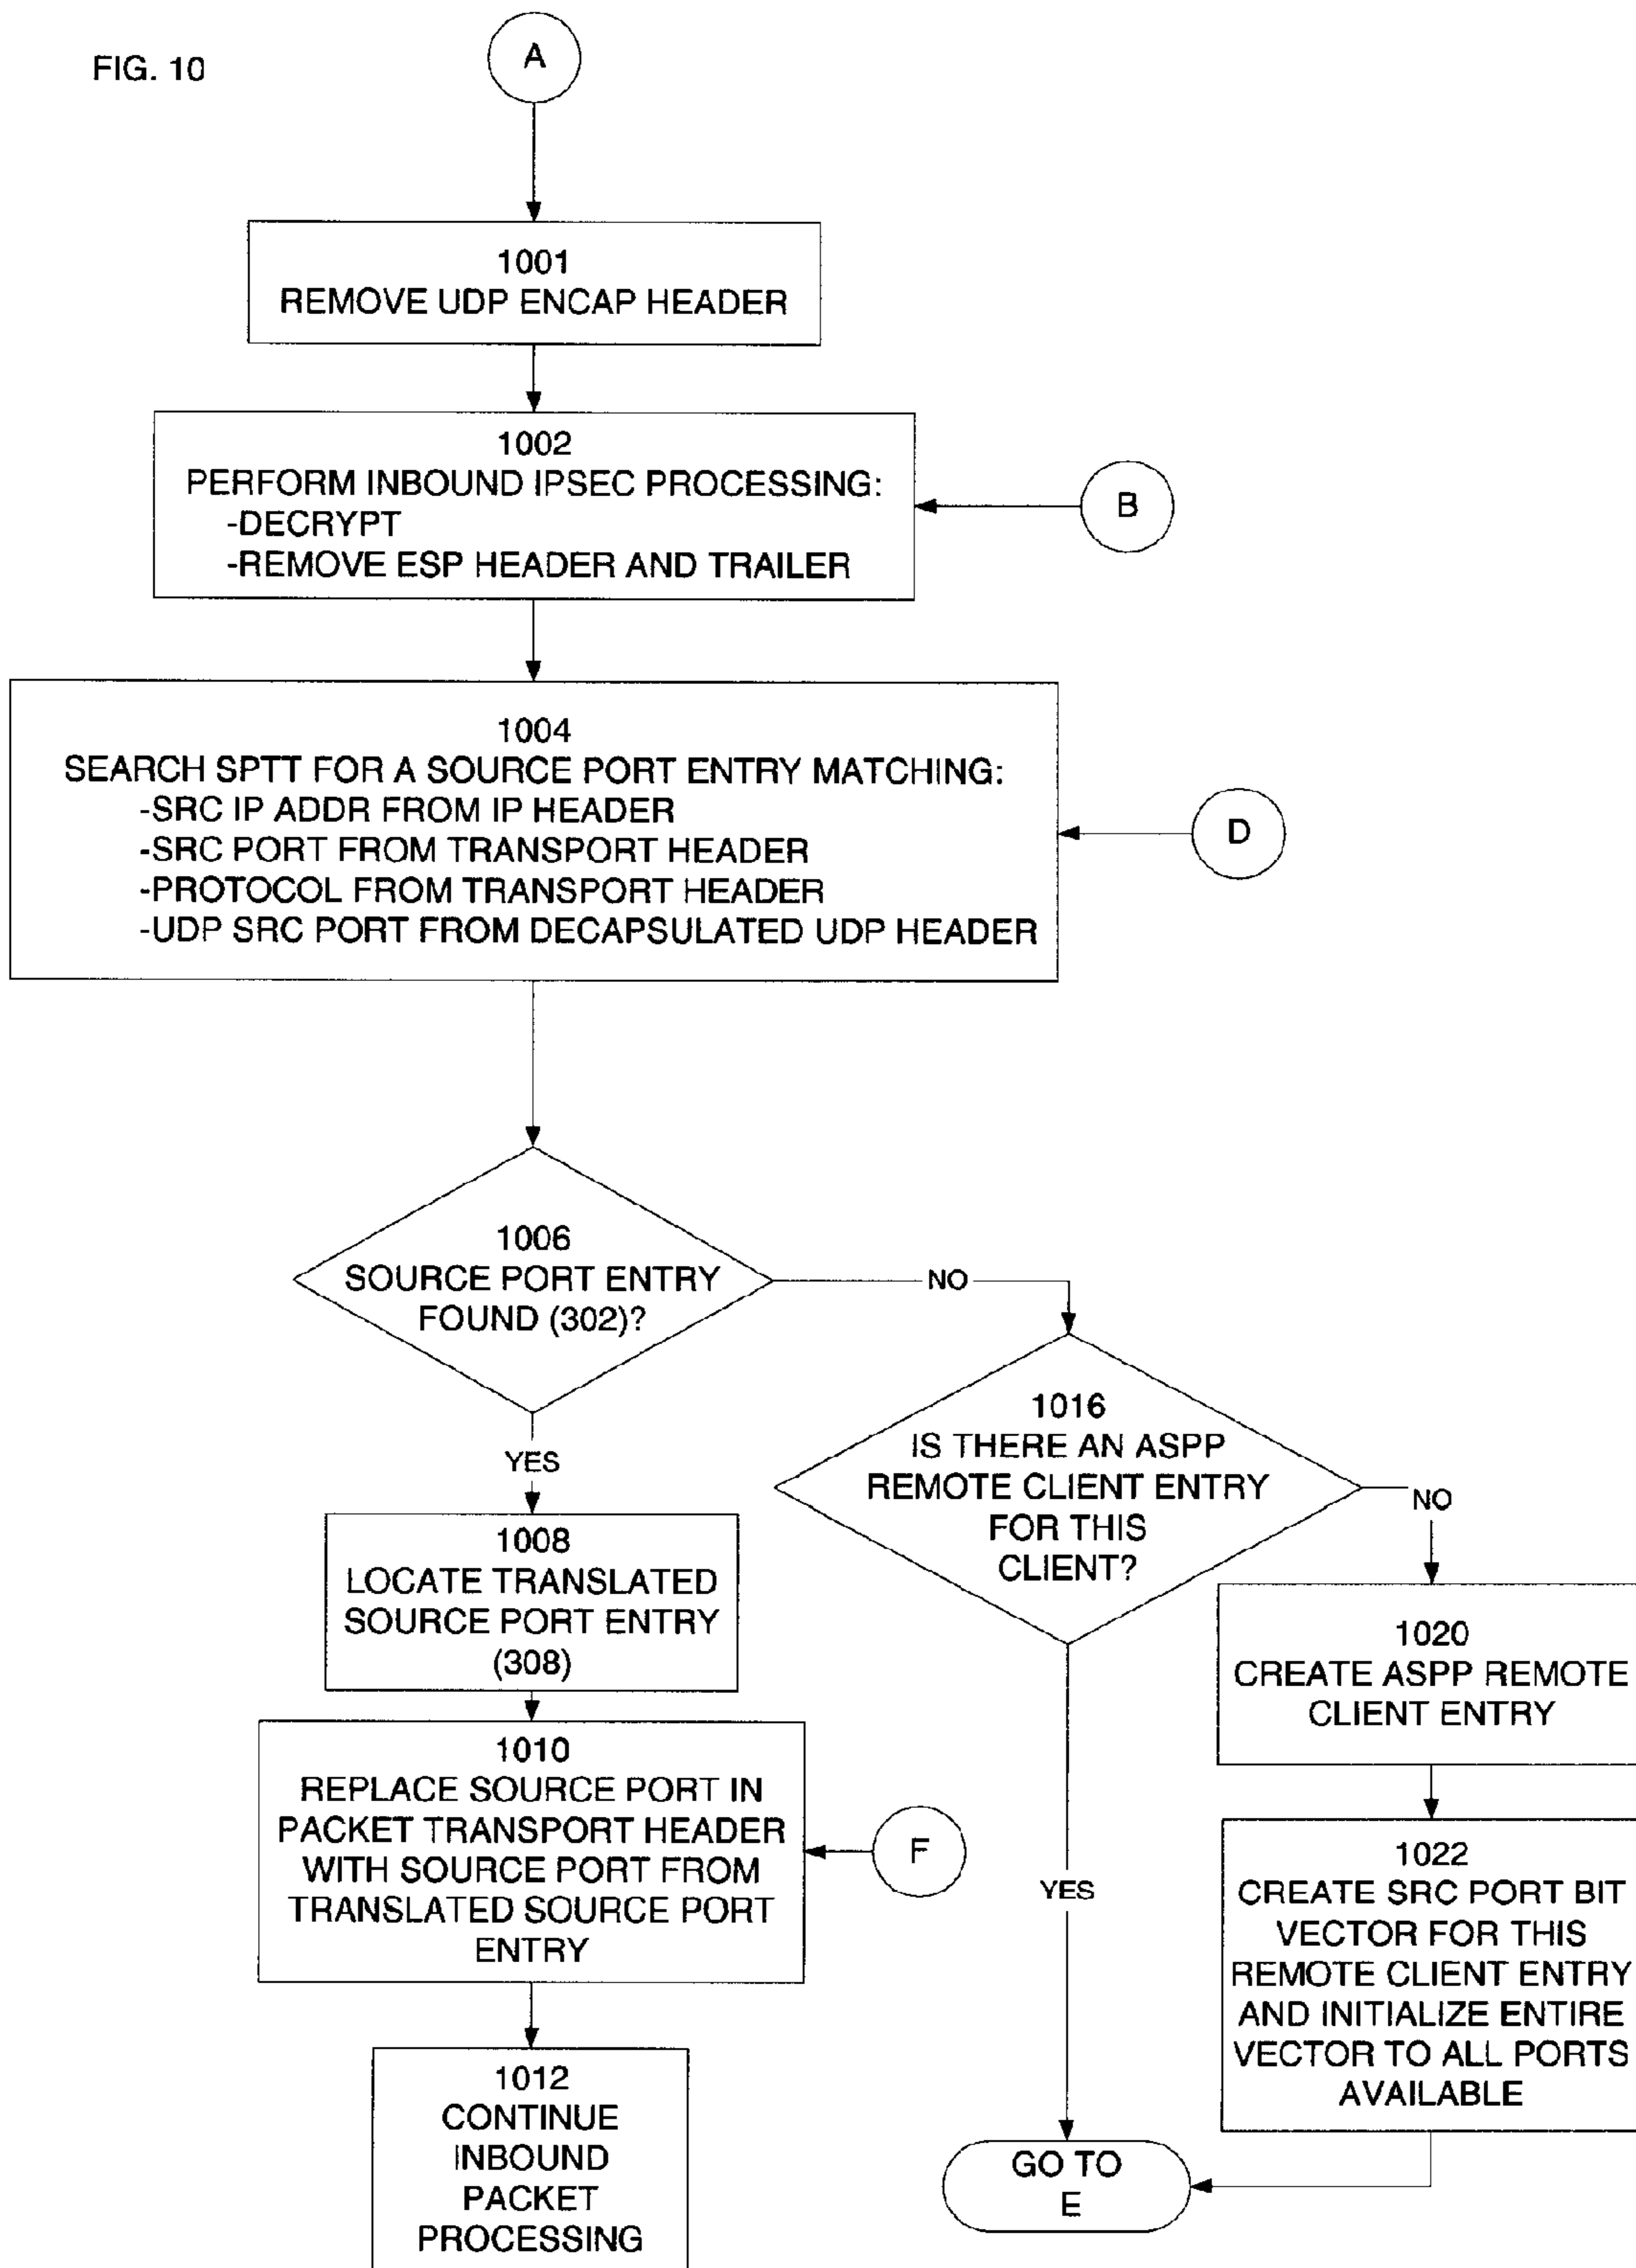 FIG. 10
A
1001
REMOVE UDP ENCAP HEADER
1002
PERFORM INBOUND IPSEC PROCESSING:
-DECRYPT
-REMOVE ESP HEADER AND TRAILER
B
1004
SEARCH SPTT FOR A SOURCE PORT ENTRY MATCHING:
-SRC IP ADDR FROM IP HEADER
-SRC PORT FROM TRANSPORT HEADER
-PROTOCOL FROM TRANSPORT HEADER
-UDP SRC PORT FROM DECAPSULATED UDP HEADER
D
1006
SOURCE PORT ENTRY
FOUND (302)?
NO
YES
1008
LOCATE TRANSLATED
SOURCE PORT ENTRY
(308)
1010
REPLACE SOURCE PORT IN
PACKET TRANSPORT HEADER
WITH SOURCE PORT FROM
TRANSLATED SOURCE PORT
ENTRY
F
1012
CONTINUE
INBOUND
PACKET
PROCESSING
1016
IS THERE AN ASPP
REMOTE CLIENT ENTRY
FOR THIS
CLIENT?
NO
YES
1020
CREATE ASPP REMOTE
CLIENT ENTRY
1022
CREATE SRC PORT BIT
VECTOR FOR THIS
REMOTE CLIENT ENTRY
AND INITIALIZE ENTIRE
VECTOR TO ALL PORTS
AVAILABLE
GO TO
E